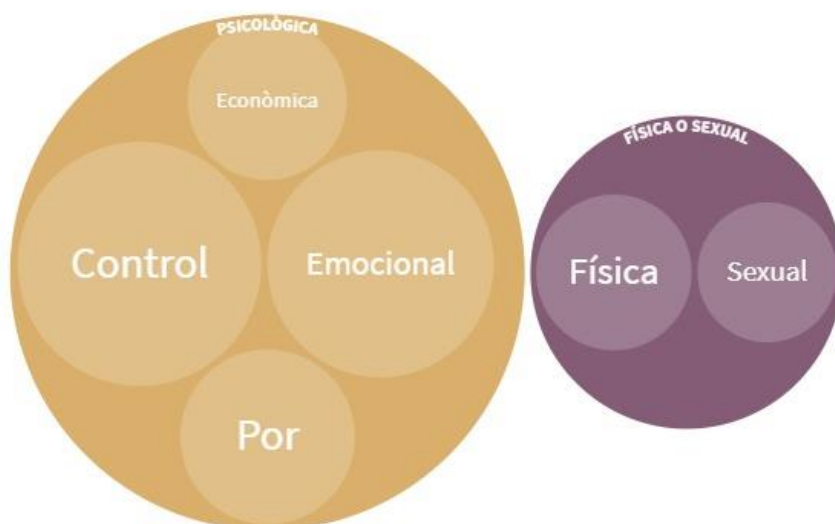 PSICOLÒGICA
Econòmica
Control
Emocional
Por
FÍSICA O SEXUAL
Física
Sexual